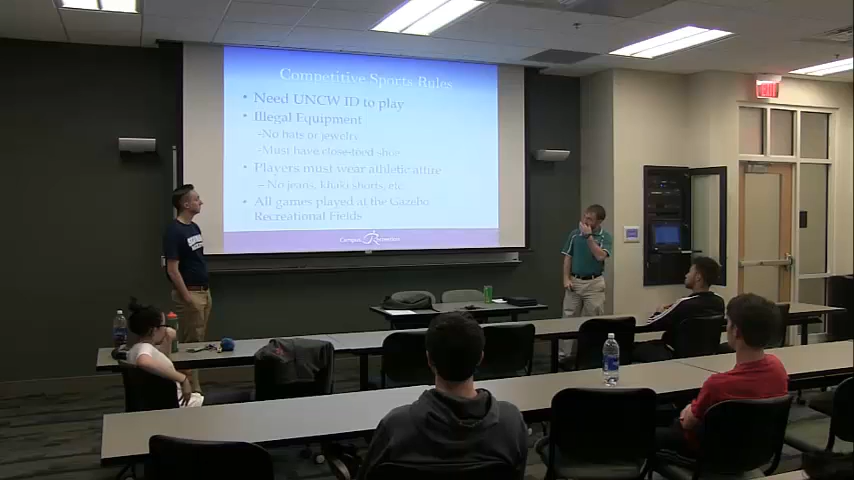 Competitive Sports Rules
• Need UNCW ID to play
• Illegal Equipment
–No hats or jewelry
–Must have close-toed shoe
• Players must wear athletic attire
– No jeans, khaki shorts, etc.
• All games played at the Gazebo
Recreational Fields
Campus Recreation
EXIT